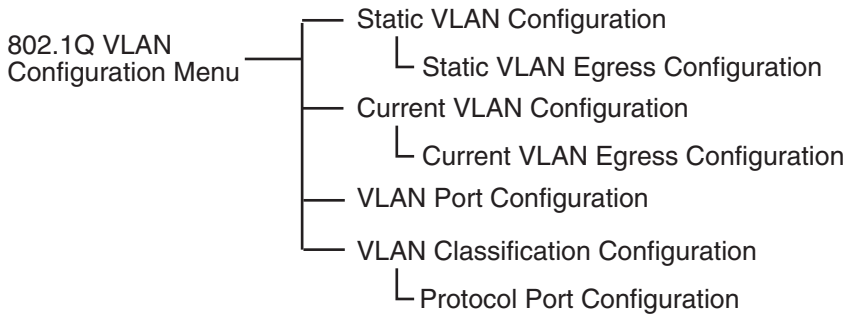 802.1Q VLAN
Configuration Menu
Static VLAN Configuration
Static VLAN Egress Configuration
Current VLAN Configuration
Current VLAN Egress Configuration
VLAN Port Configuration
VLAN Classification Configuration
Protocol Port Configuration